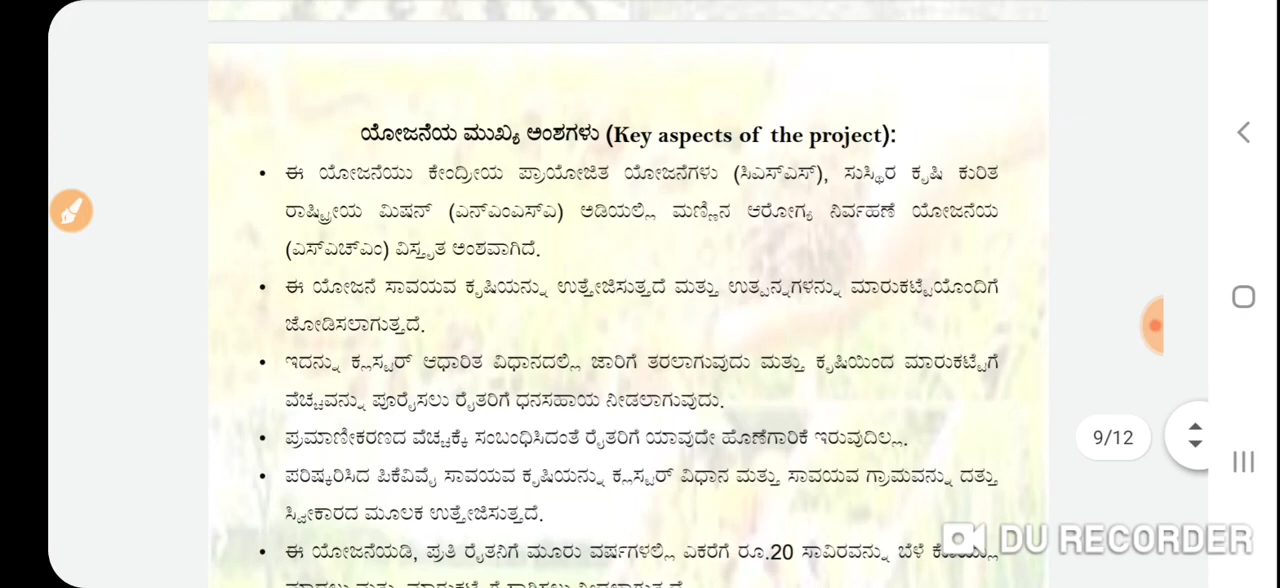 ಯೋಜನೆಯ ಮುಖ್ಯ ಅಂಶಗಳು (Key aspects of the project):
• ಈ ಯೋಜನೆಯು ಕೇಂದ್ರೀಯ ಪ್ರಾಯೋಜಿತ ಯೋಜನೆಗಳು (ಸಿಎಸ್ಎಸ್), ಸುಸ್ಥಿರ ಕೃಷಿ ಕುರಿತ
ರಾಷ್ಟ್ರೀಯ ಮಿಷನ್ (ಎನ್ಎಂಎಸ್ಎ) ಅಡಿಯಲ್ಲಿ ಮಣ್ಣಿನ ಆರೋಗ್ಯ ನಿರ್ವಹಣೆ ಯೋಜನೆಯ
(ಎಸ್ಎಚ್ಎಂ) ವಿಸ್ತೃತ ಅಂಶವಾಗಿದೆ.
• ಈ ಯೋಜನೆ ಸಾವಯವ ಕೃಷಿಯನ್ನು ಉತ್ತೇಜಿಸುತ್ತದೆ ಮತ್ತು ಉತ್ಪನ್ನಗಳನ್ನು ಮಾರುಕಟ್ಟೆಯೊಂದಿಗೆ
ಜೋಡಿಸಲಾಗುತ್ತದೆ.
• ಇದನ್ನು ಕ್ಲಸ್ಟರ್ ಆಧಾರಿತ ವಿಧಾನದಲ್ಲಿ ಜಾರಿಗೆ ತರಲಾಗುವುದು ಮತ್ತು ಕೃಷಿಯಿಂದ ಮಾರುಕಟ್ಟೆಗೆ
ವೆಚ್ಚವನ್ನು ಪೂರೈಸಲು ರೈತರಿಗೆ ಧನಸಹಾಯ ನೀಡಲಾಗುವುದು.
• ಪ್ರಮಾಣೀಕರಣದ ವೆಚ್ಚಕ್ಕೆ ಸಂಬಂಧಿಸಿದಂತೆ ರೈತರಿಗೆ ಯಾವುದೇ ಹೊಣೆಗಾರಿಕೆ ಇರುವುದಿಲ್ಲ.
• ಪರಿಷ್ಕರಿಸಿದ ಪಿಕೆವಿವೈ ಸಾವಯವ ಕೃಷಿಯನ್ನು ಕ್ಲಸ್ಟರ್ ವಿಧಾನ ಮತ್ತು ಸಾವಯವ ಗ್ರಾಮವನ್ನು ದತ್ತು
ಸ್ವೀಕಾರದ ಮೂಲಕ ಉತ್ತೇಜಿಸುತ್ತದೆ.
• ಈ ಯೋಜನೆಯಡಿ, ಪ್ರತಿ ರೈತನಿಗೆ ಮೂರು ವರ್ಷಗಳಲ್ಲಿ ಎಕರೆಗೆ ರೂ.20 ಸಾವಿರವನ್ನು ಬೆಳೆ
9/12
DU RECORDER